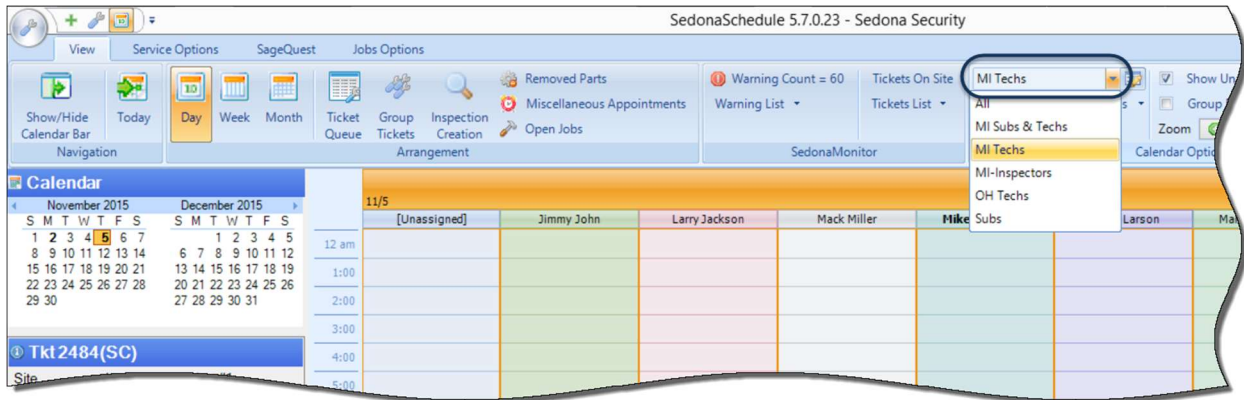 SedonaSchedule 5.7.0.23 - Sedona Security
View Service Options SageQuest Jobs Options
Show/Hide
Calendar Bar
Today
Navigation
Day Week Month
Ticket
Queue
Group
Tickets
Inspection
Creation
Removed Parts
Miscellaneous Appointments
Open Jobs
Arrangement
Warning Count = 60
Warning List
Tickets On Site
Tickets List
SedonaMonitor
MI Techs
All
MI Subs & Techs
MI Techs
MI-Inspectors
OH Techs
Subs
Show Un
Group
Zoom
Calendar Optio
Calendar
November 2015
S M T W T F S
1 2 3 4 5 6 7
8 9 10 11 12 13 14
15 16 17 18 19 20 21
22 23 24 25 26 27 28
29 30
December 2015
S M T W T F S
1 2 3 4 5
6 7 8 9 10 11 12
13 14 15 16 17 18 19
20 21 22 23 24 25 26
27 28 29 30 31
Tkt 2484(SC)
Site
11/5
[Unassigned] Jimmy John Larry Jackson Mack Miller Mike Larson Ma
12 am
1:00
2:00
3:00
4:00
5:00